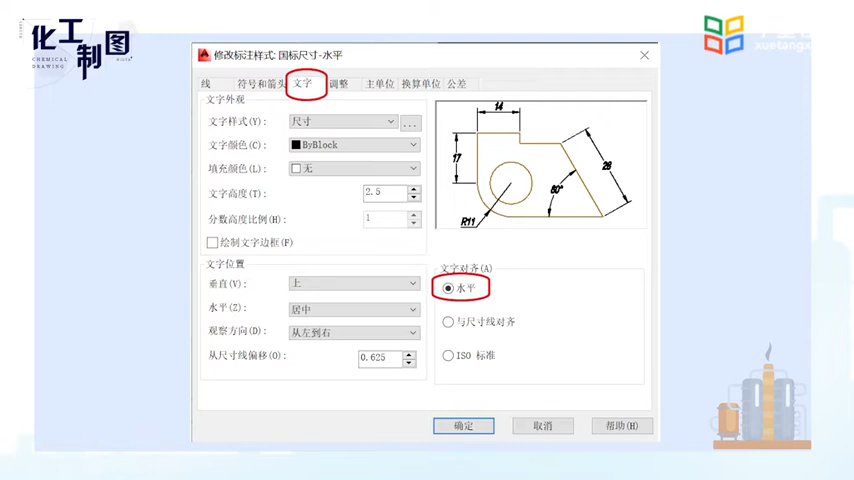 化工制图
CHEMICAL
DRAWING
xuetangx
修改标注样式: 国标尺寸-水平
线 符号和箭头 文字 调整 主单位 换算单位 公差
文字外观
文字样式(Y): 尺寸 ...
文字颜色(C): ByBlock
填充颜色(L): 无
文字高度(T): 2.5
分数高度比例(H): 1
绘制文字边框(F)
14
17
28
60°
R11
文字位置
垂直(V): 上
水平(Z): 居中
观察方向(D): 从左到右
从尺寸线偏移(O): 0.625
文字对齐(A)
水平
与尺寸线对齐
ISO 标准
确定 取消 帮助(H)